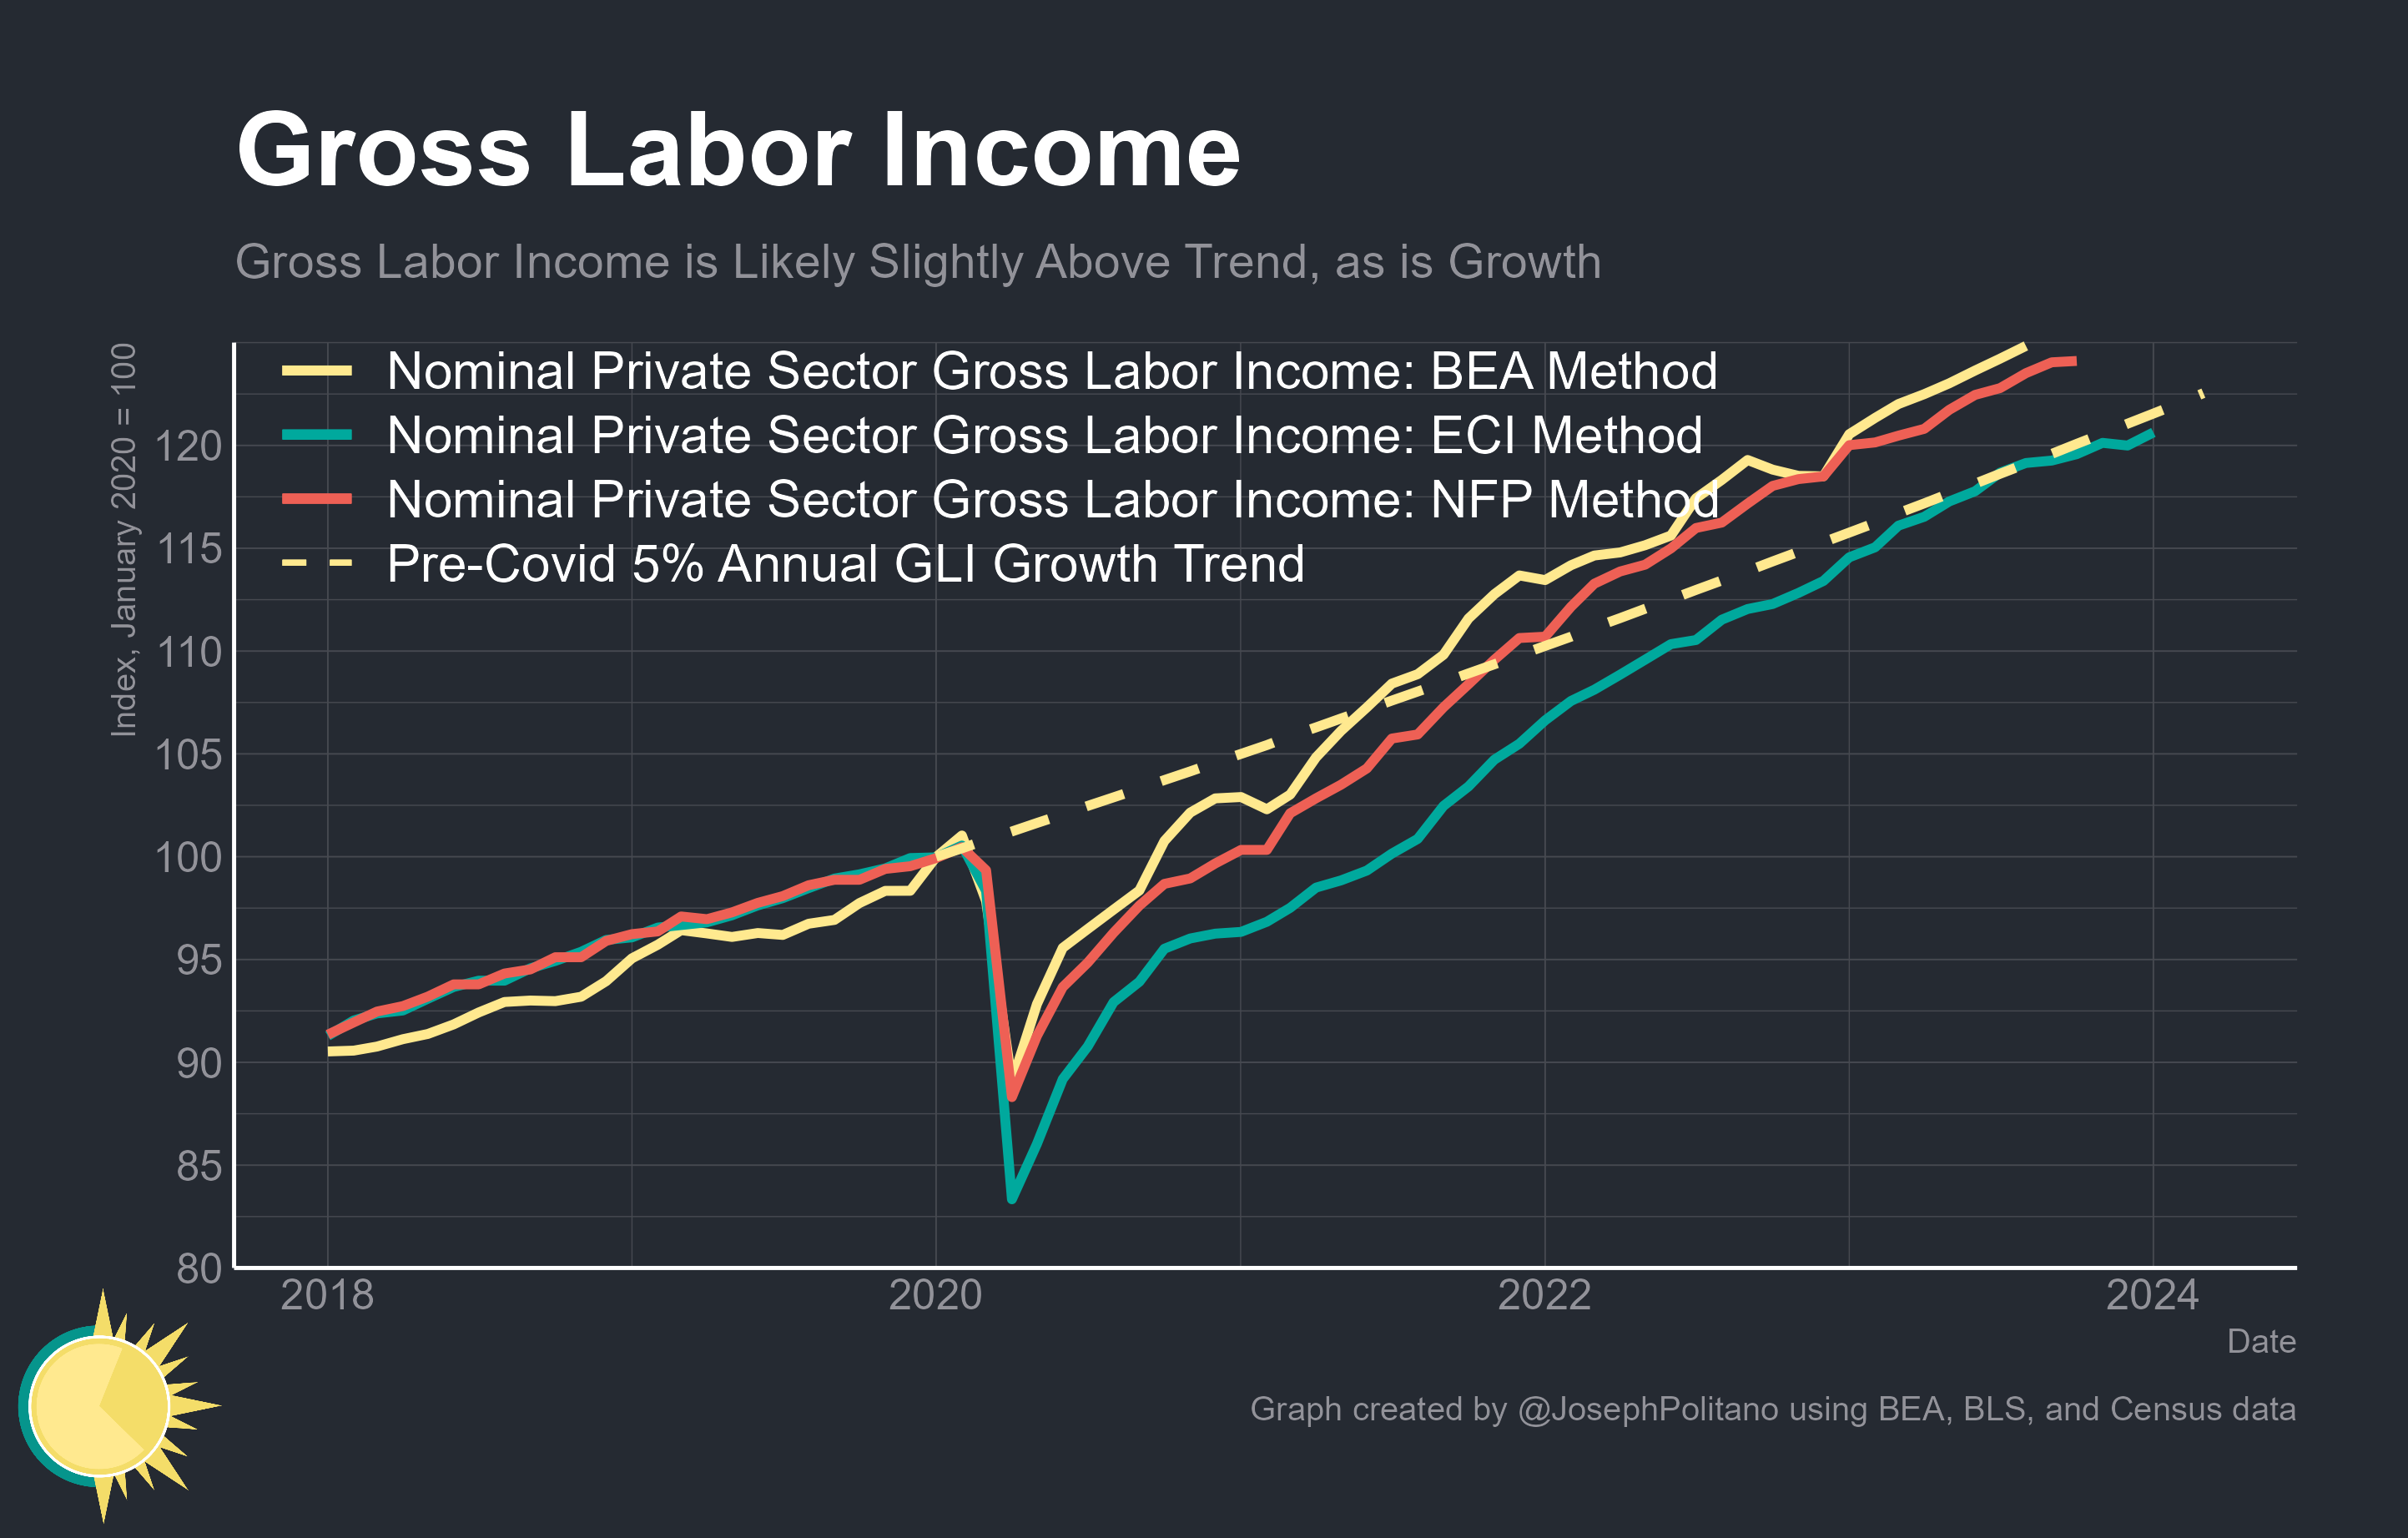 Gross Labor Income
Gross Labor Income is Likely Slightly Above Trend, as is Growth
Index, January 2020 = 100
Nominal Private Sector Gross Labor Income: BEA Method
Nominal Private Sector Gross Labor Income: ECI Method
Nominal Private Sector Gross Labor Income: NFP Method
Pre-Covid 5% Annual GLI Growth Trend
120
115
110
105
100
95
90
85
80
2018
2020
2022
2024
Date
Graph created by @JosephPolitano using BEA, BLS, and Census data